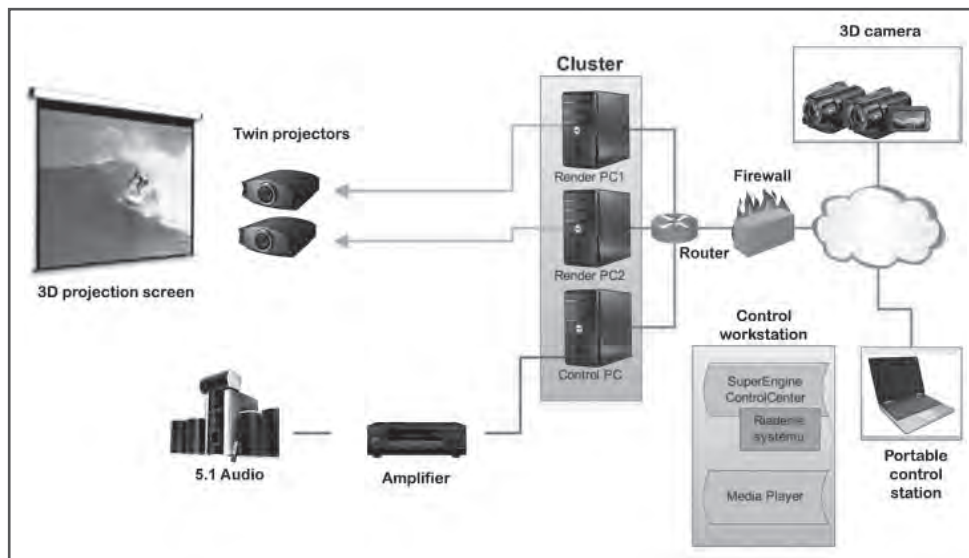 3D camera
Cluster
Twin projectors
Render PC1
Firewall
Router
3D projection screen
Render PC2
Control PC
Control
workstation
SuperEngine
ControlCenter
Riadenie
systému
5.1 Audio
Amplifier
Media Player
Portable
control
station